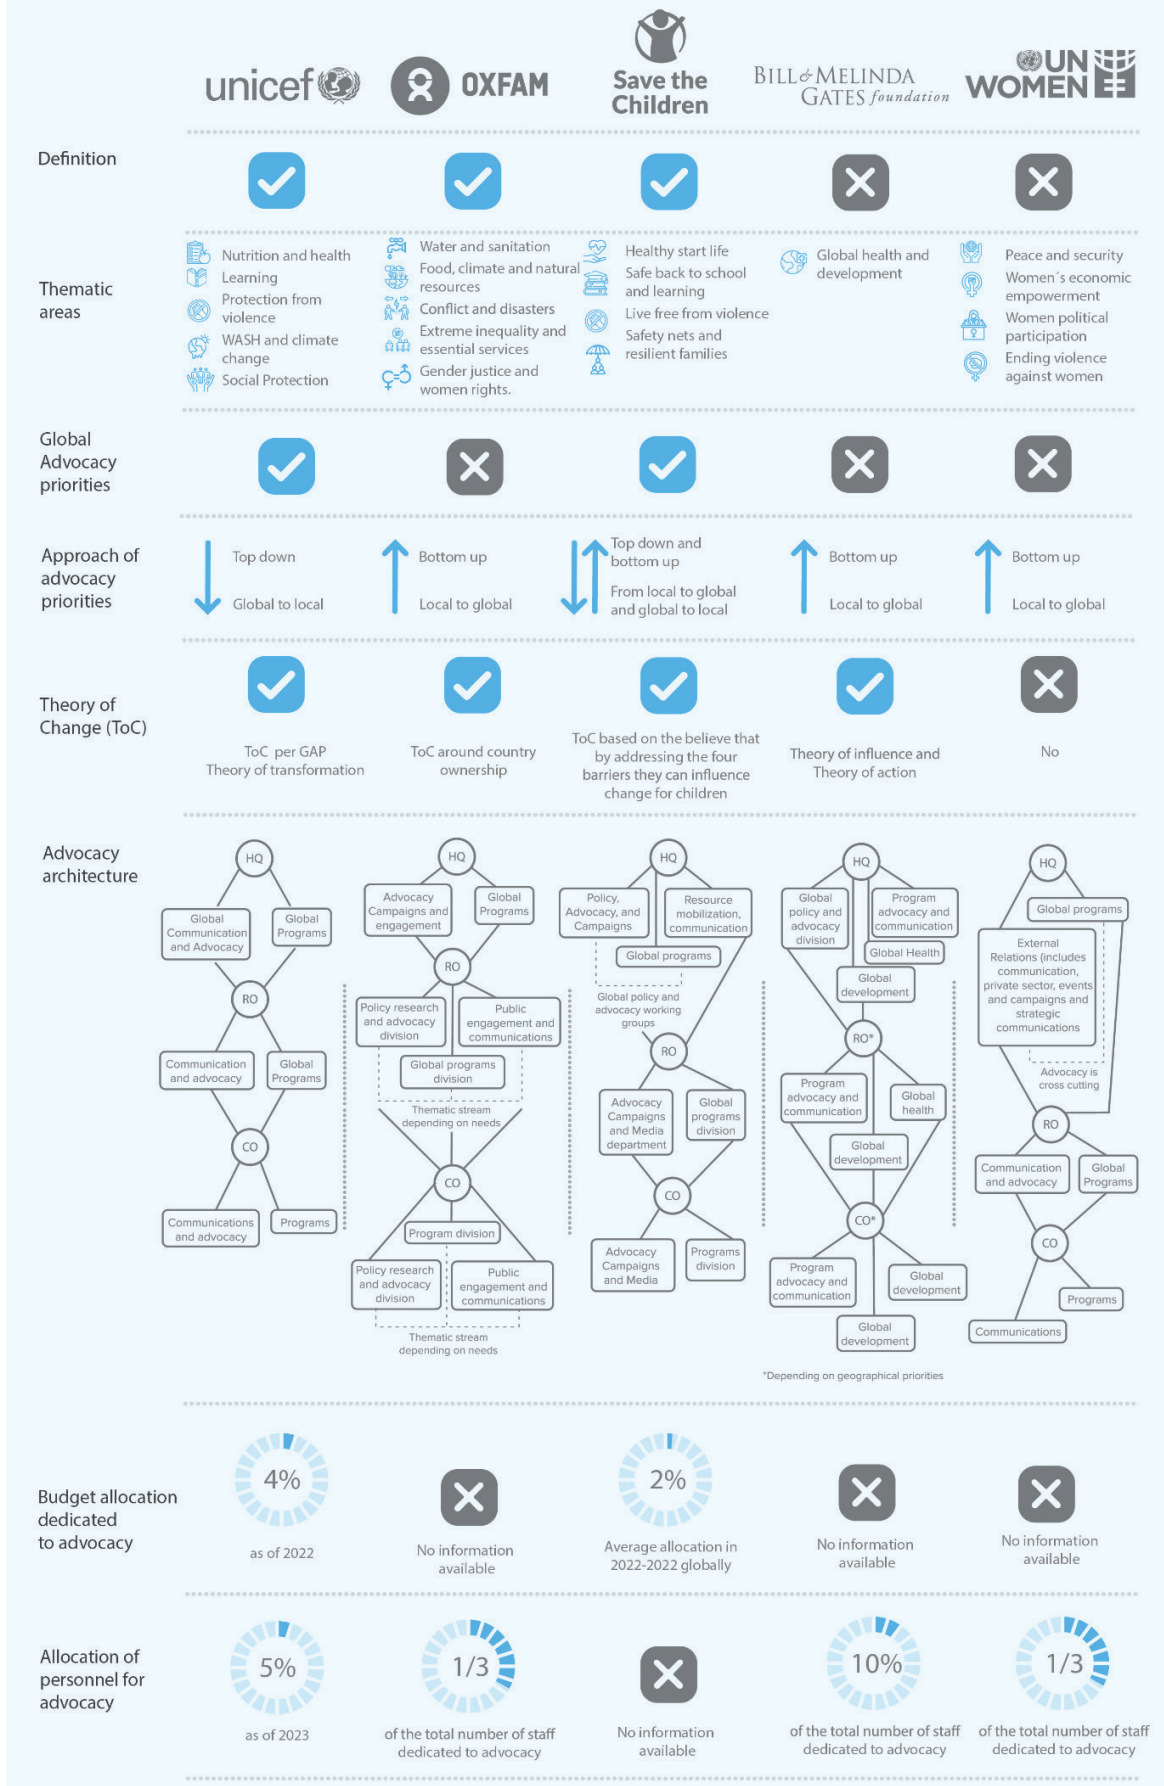 unicef
OXFAM
Save the
Children
BILL & MELINDA
GATES foundation
UN
WOMEN
Definition
Thematic
areas
Nutrition and health
Learning
Protection from
violence
WASH and climate
change
Social Protection
Water and sanitation
Food, climate and natural
resources
Conflict and disasters
Extreme inequality and
essential services
Gender justice and
women rights.
Healthy start life
Safe back to school
and learning
Live free from violence
Safety nets and
resilient families
Global health and
development
Peace and security
Women´s economic
empowerment
Women political
participation
Ending violence
against women
Global
Advocacy
priorities
Approach of
advocacy
priorities
Top down
Global to local
Bottom up
Local to global
Top down and
bottom up
From local to global
and global to local
Bottom up
Local to global
Bottom up
Local to global
Theory of
Change (ToC)
ToC per GAP
Theory of transformation
ToC around country
ownership
ToC based on the believe that
by addressing the four
barriers they can influence
change for children
Theory of influence and
Theory of action
No
Advocacy
architecture
HQ
Global
Communication
and Advocacy
Global
Programs
RO
Communication
and advocacy
Global
Programs
CO
Communications
and advocacy
Programs
HQ
Advocacy
Campaigns and
engagement
Global
Programs
RO
Policy research
and advocacy
division
Public
engagement and
communications
Global programs
division
Thematic stream
depending on needs
CO
Program division
Policy research
and advocacy
division
Public
engagement and
communications
Thematic stream
depending on needs
HQ
Policy,
Advocacy, and
Campaigns
Resource
mobilization,
communication
Global programs
Global policy and
advocacy working
groups
RO
Advocacy
Campaigns
and Media
department
Global
programs
division
CO
Advocacy
Campaigns
and Media
Programs
division
HQ
Global
policy and
advocacy
division
Program
advocacy and
communication
Global Health
Global
development
RO*
Program
advocacy and
communication
Global
health
Global
development
CO*
Program
advocacy and
communication
Global
development
Global
development
*Depending on geographical priorities
HQ
Global programs
External
Relations (includes
communication,
private sector, events
and campaigns and
strategic
communications
Advocacy is
cross cutting
RO
Communication
and advocacy
Global
Programs
CO
Programs
Communications
Budget allocation
dedicated
to advocacy
4%
as of 2022
No information
available
2%
Average allocation in
2022-2022 globally
No information
available
No information
available
Allocation of
personnel for
advocacy
5%
as of 2023
1/3
of the total number of staff
dedicated to advocacy
No information
available
10%
of the total number of staff
dedicated to advocacy
1/3
of the total number of staff
dedicated to advocacy